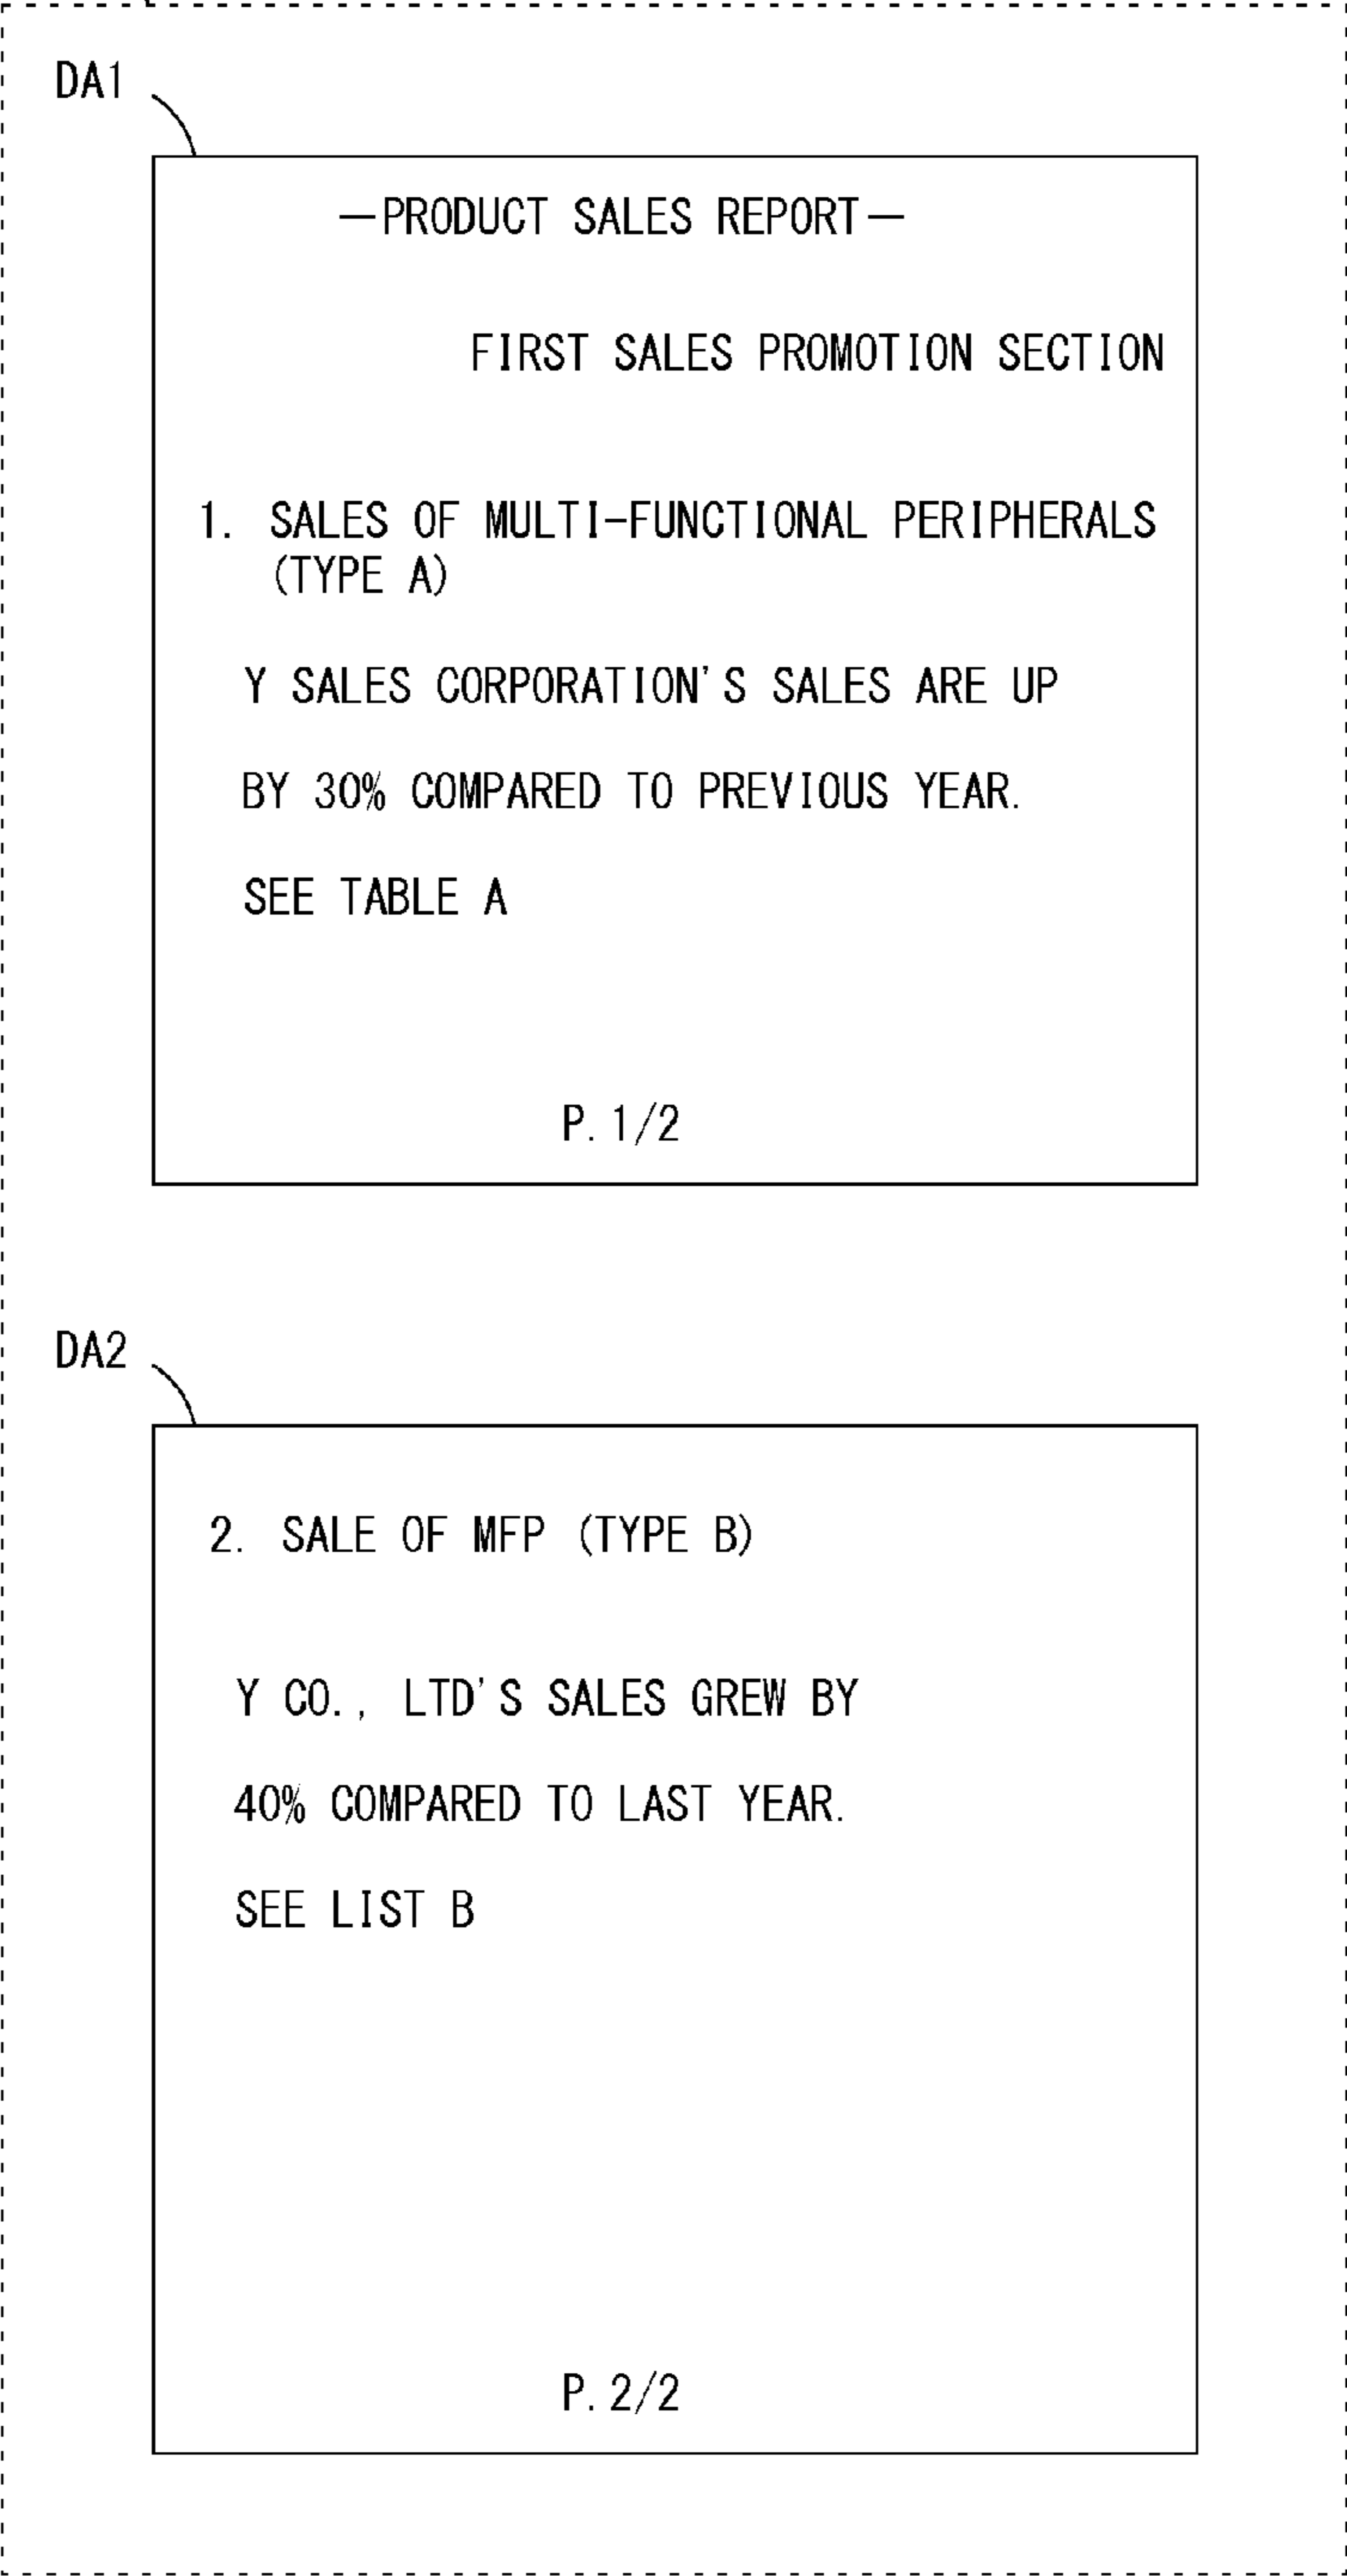 DA1
—PRODUCT SALES REPORT—
FIRST SALES PROMOTION SECTION
1. SALES OF MULTI-FUNCTIONAL PERIPHERALS
(TYPE A)
Y SALES CORPORATION'S SALES ARE UP
BY 30% COMPARED TO PREVIOUS YEAR.
SEE TABLE A
P. 1/2
DA2
2. SALE OF MFP (TYPE B)
Y CO., LTD'S SALES GREW BY
40% COMPARED TO LAST YEAR.
SEE LIST B
P. 2/2